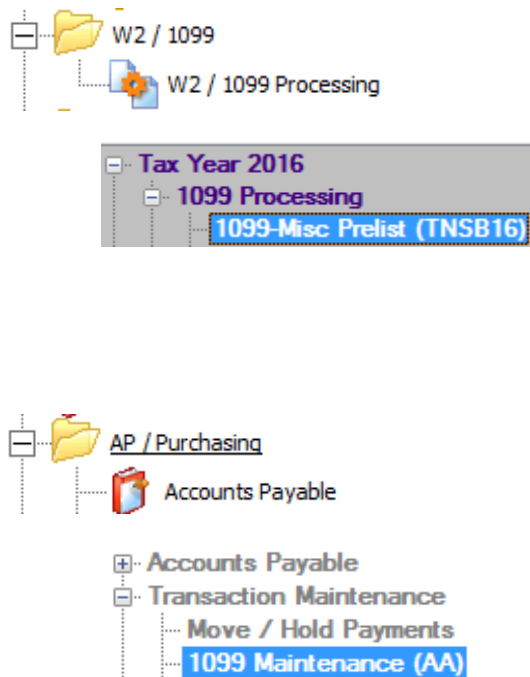 W2 / 1099
W2 / 1099 Processing
Tax Year 2016
1099 Processing
1099-Misc Prelist (TNSB16)
AP / Purchasing
Accounts Payable
Accounts Payable
Transaction Maintenance
Move / Hold Payments
1099 Maintenance (AA)